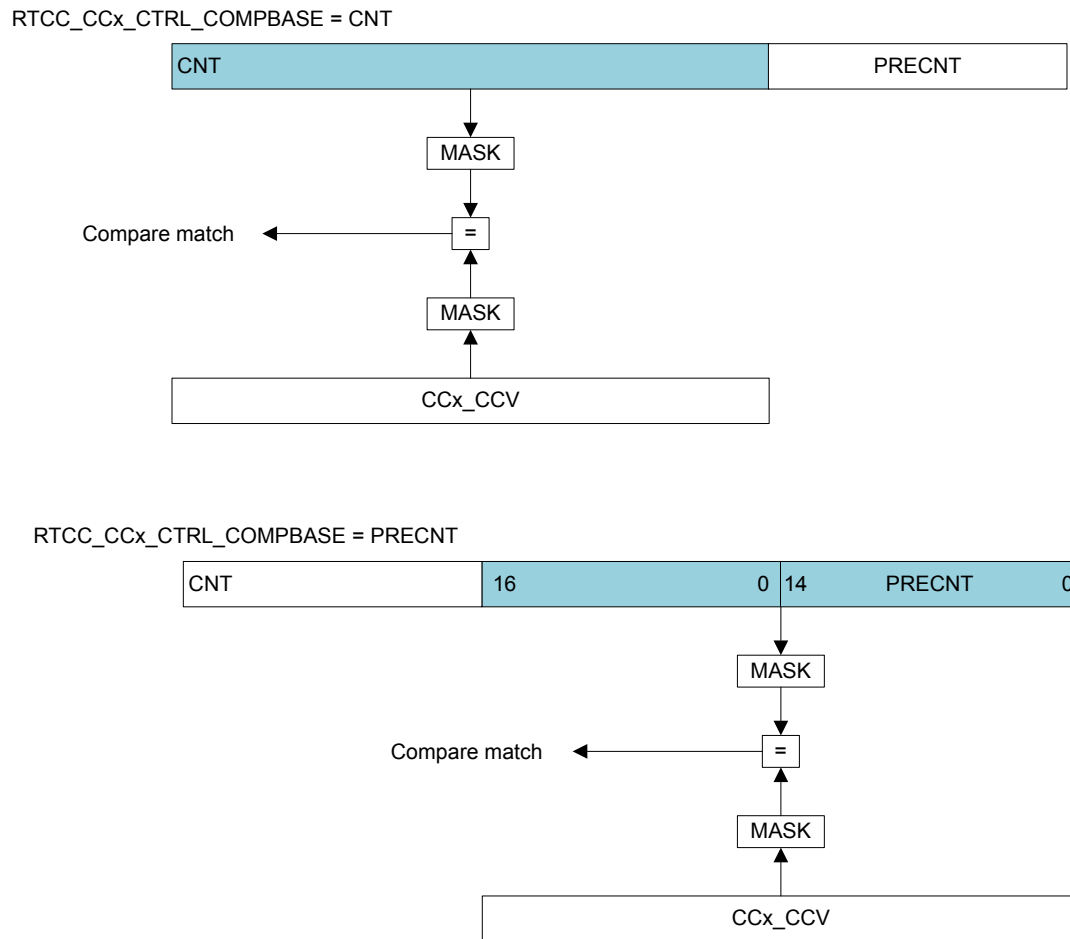 RTCC_CCx_CTRL_COMPBASE = CNT
CNT PRECNT
MASK
Compare match =
MASK
CCx_CCV
RTCC_CCx_CTRL_COMPBASE = PRECNT
CNT 16 0 14 PRECNT 0
MASK
Compare match =
MASK
CCx_CCV